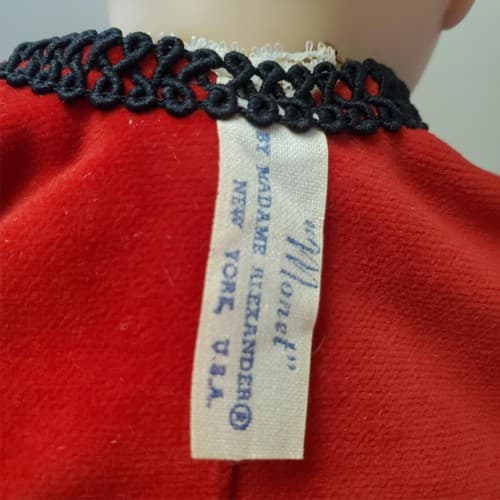 "Monet"
BY MADAME ALEXANDER®
NEW YORK, U.S.A.